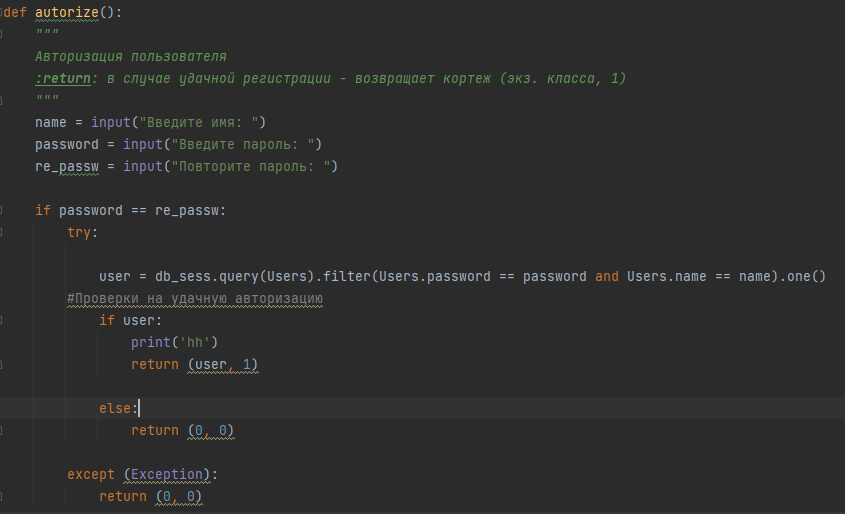 def autorize():
"""
Авторизация пользователя
:return: в случае удачной регистрации - возвращает кортеж (экз. класса, 1)
"""
name = input("Введите имя: ")
password = input("Введите пароль: ")
re_passw = input("Повторите пароль: ")
if password == re_passw:
try:
user = db_sess.query(Users).filter(Users.password == password and Users.name == name).one()
#Проверки на удачную авторизацию
if user:
print('hh')
return (user, 1)
else:
return (0, 0)
except (Exception):
return (0, 0)